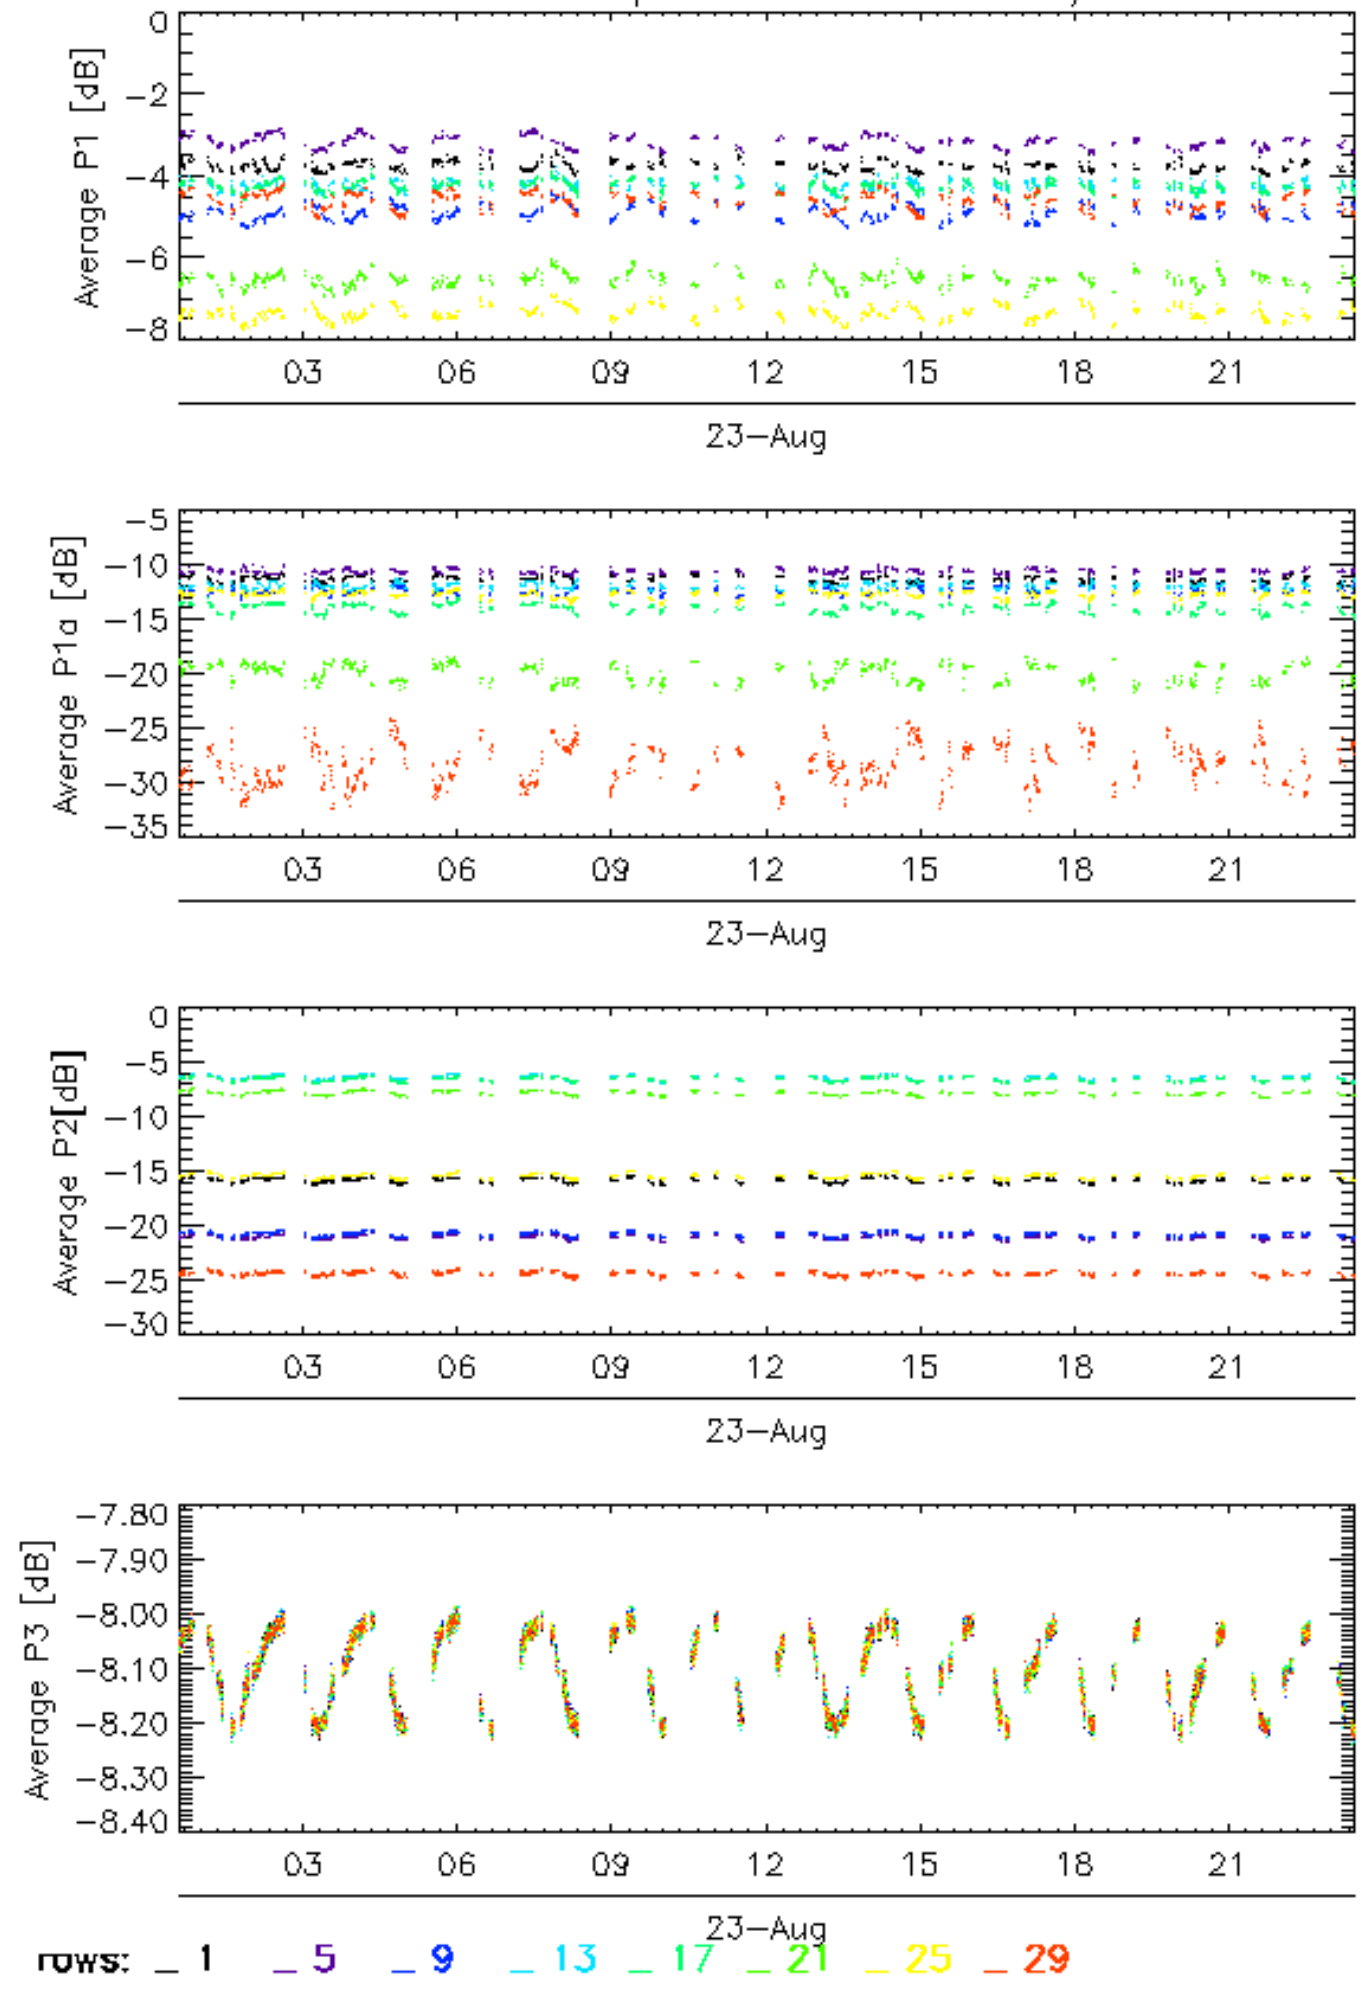 0
-2
-4
-6
-8
Average P1 [dB]
03 06 09 12 15 18 21
23-Aug
-5
-10
-15
-20
-25
-30
-35
Average P1a [dB]
03 06 09 12 15 18 21
23-Aug
0
-5
-10
-15
-20
-25
-30
Average P2[dB]
03 06 09 12 15 18 21
23-Aug
-7.80
-7.90
-8.00
-8.10
-8.20
-8.30
-8.40
Average P3 [dB]
03 06 09 12 15 18 21
23-Aug
rows: _ 1 _ 5 _ 9 _ 13 _ 17 _ 21 _ 25 _ 29